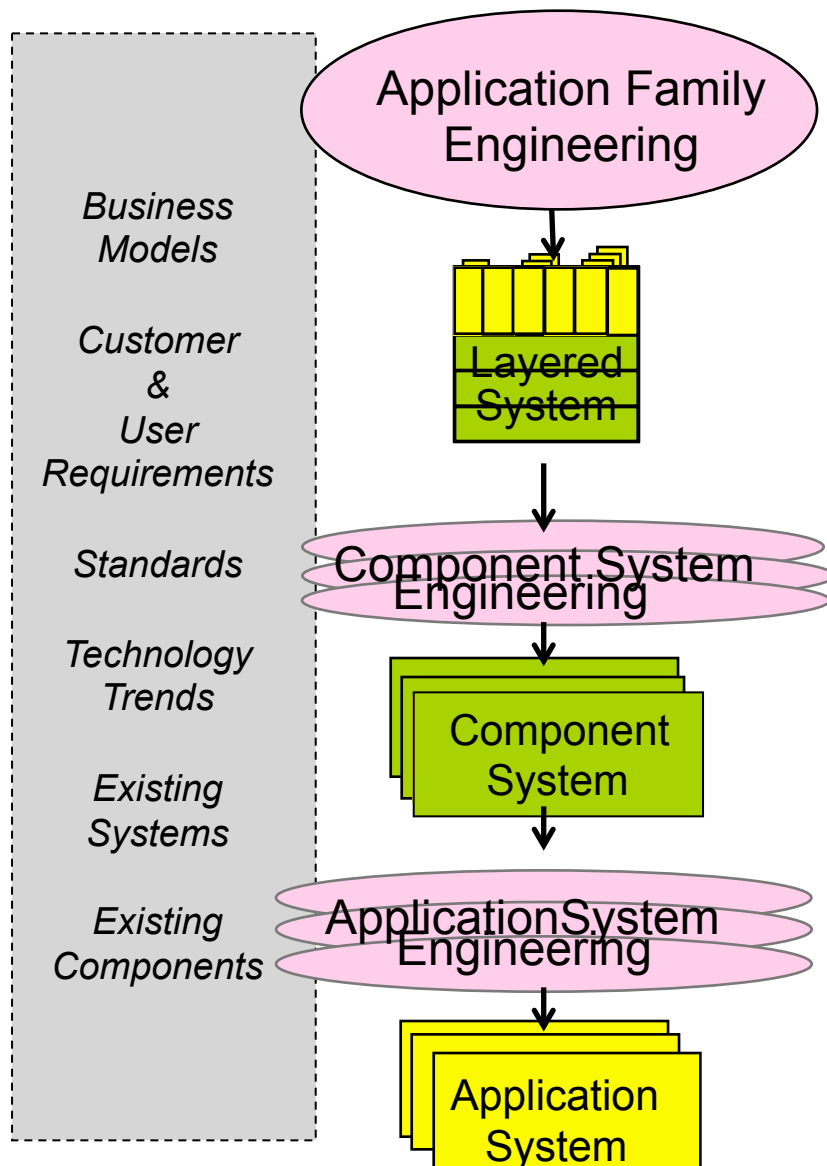 Business
Models
Customer
&
User
Requirements
Standards
Technology
Trends
Existing
Systems
Existing
Components
Application Family
Engineering
Layered
System
Component System
Engineering
Component
System
ApplicationSystem
Engineering
Application
System